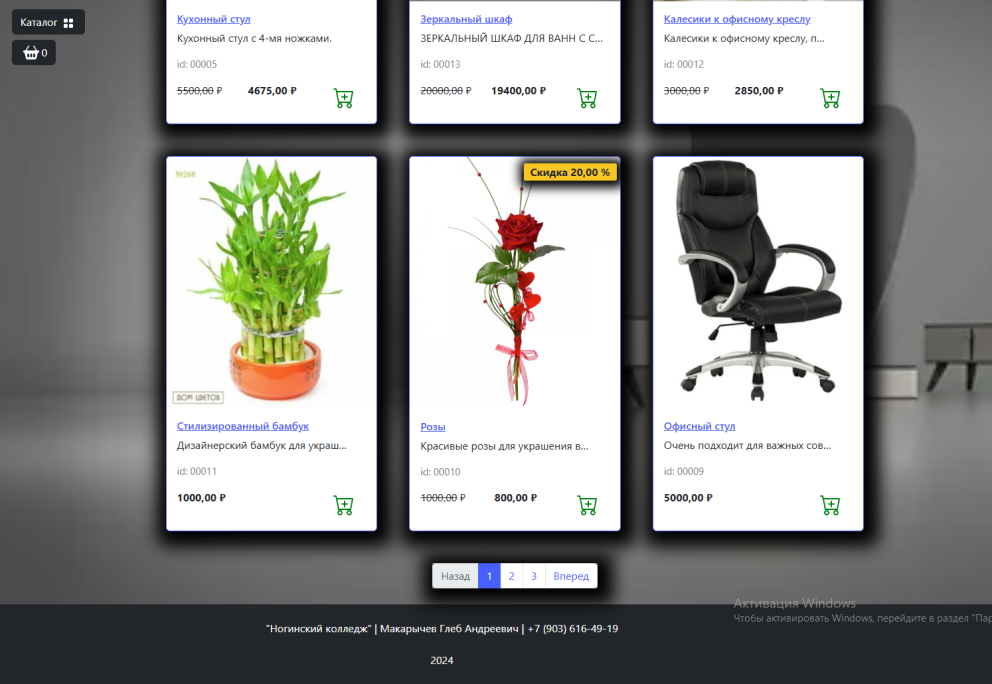 Каталог
0
Кухонный стул
Кухонный стул с 4-мя ножками.
id: 00005
5500,00 ₽ 4675,00 ₽
Зеркальный шкаф
ЗЕРКАЛЬНЫЙ ШКАФ ДЛЯ ВАНН С С...
id: 00013
20000,00 ₽ 19400,00 ₽
Калесики к офисному креслу
Калесики к офисному креслу, п...
id: 00012
3000,00 ₽ 2850,00 ₽
№268
ДОМ ЦВЕТОВ
Стилизированный бамбук
Дизайнерский бамбук для украш...
id: 00011
1000,00 ₽
Скидка 20,00 %
Розы
Красивые розы для украшения в...
id: 00010
1000,00 ₽ 800,00 ₽
Офисный стул
Очень подходит для важных сов...
id: 00009
5000,00 ₽
Назад 1 2 3 Вперед
Активация Windows
Чтобы активировать Windows, перейдите в раздел "Пар
"Ногинский колледж" | Макарычев Глеб Андреевич | +7 (903) 616-49-19
2024